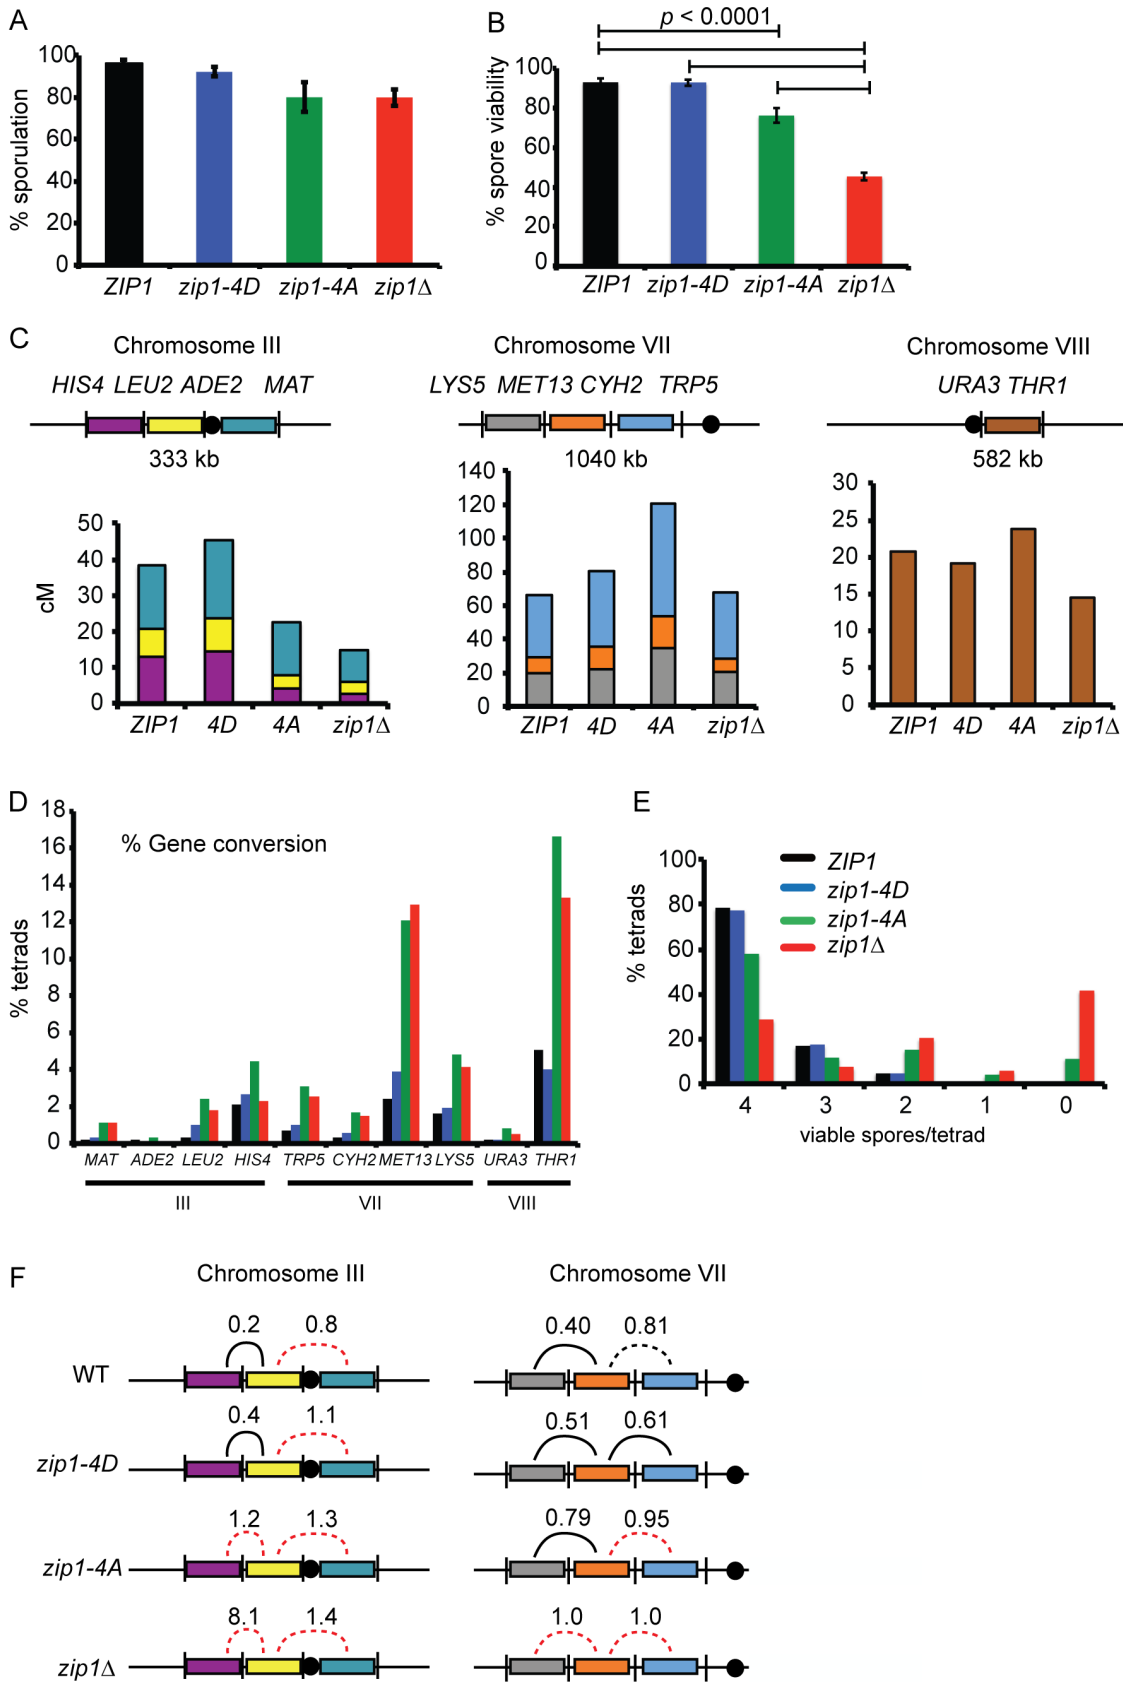 A
% sporulation
100
80
60
40
80
0
ZIP1 zip1-4D zip1-4A zip1Δ
B
p < 0.0001
% spore viability
100
80
60
40
20
0
ZIP1 zip1-4D zip1-4A zip1Δ
C
Chromosome III
HIS4 LEU2 ADE2 MAT
333 kb
cM
50
40
30
20
10
0
ZIP1 4D 4A zip1Δ
Chromosome VII
LYS5 MET13 CYH2 TRP5
1040 kb
140
120
100
80
60
40
20
0
ZIP1 4D 4A zip1Δ
Chromosome VIII
URA3 THR1
582 kb
30
25
20
15
10
5
0
ZIP1 4D 4A zip1Δ
D
% Gene conversion
% tetrads
18
16
14
12
10
8
6
4
2
0
MAT ADE2 LEU2 HIS4 TRP5 CYH2 MET13 LYS5 URA3 THR1
III VII VIII
E
ZIP1
zip1-4D
zip1-4A
zip1Δ
% tetrads
100
80
60
40
20
0
4 3 2 1 0
viable spores/tetrad
F
Chromosome III Chromosome VII
WT
0.2 0.8 0.40 0.81
zip1-4D
0.4 1.1 0.51 0.61
zip1-4A
1.2 1.3 0.79 0.95
zip1Δ
8.1 1.4 1.0 1.0